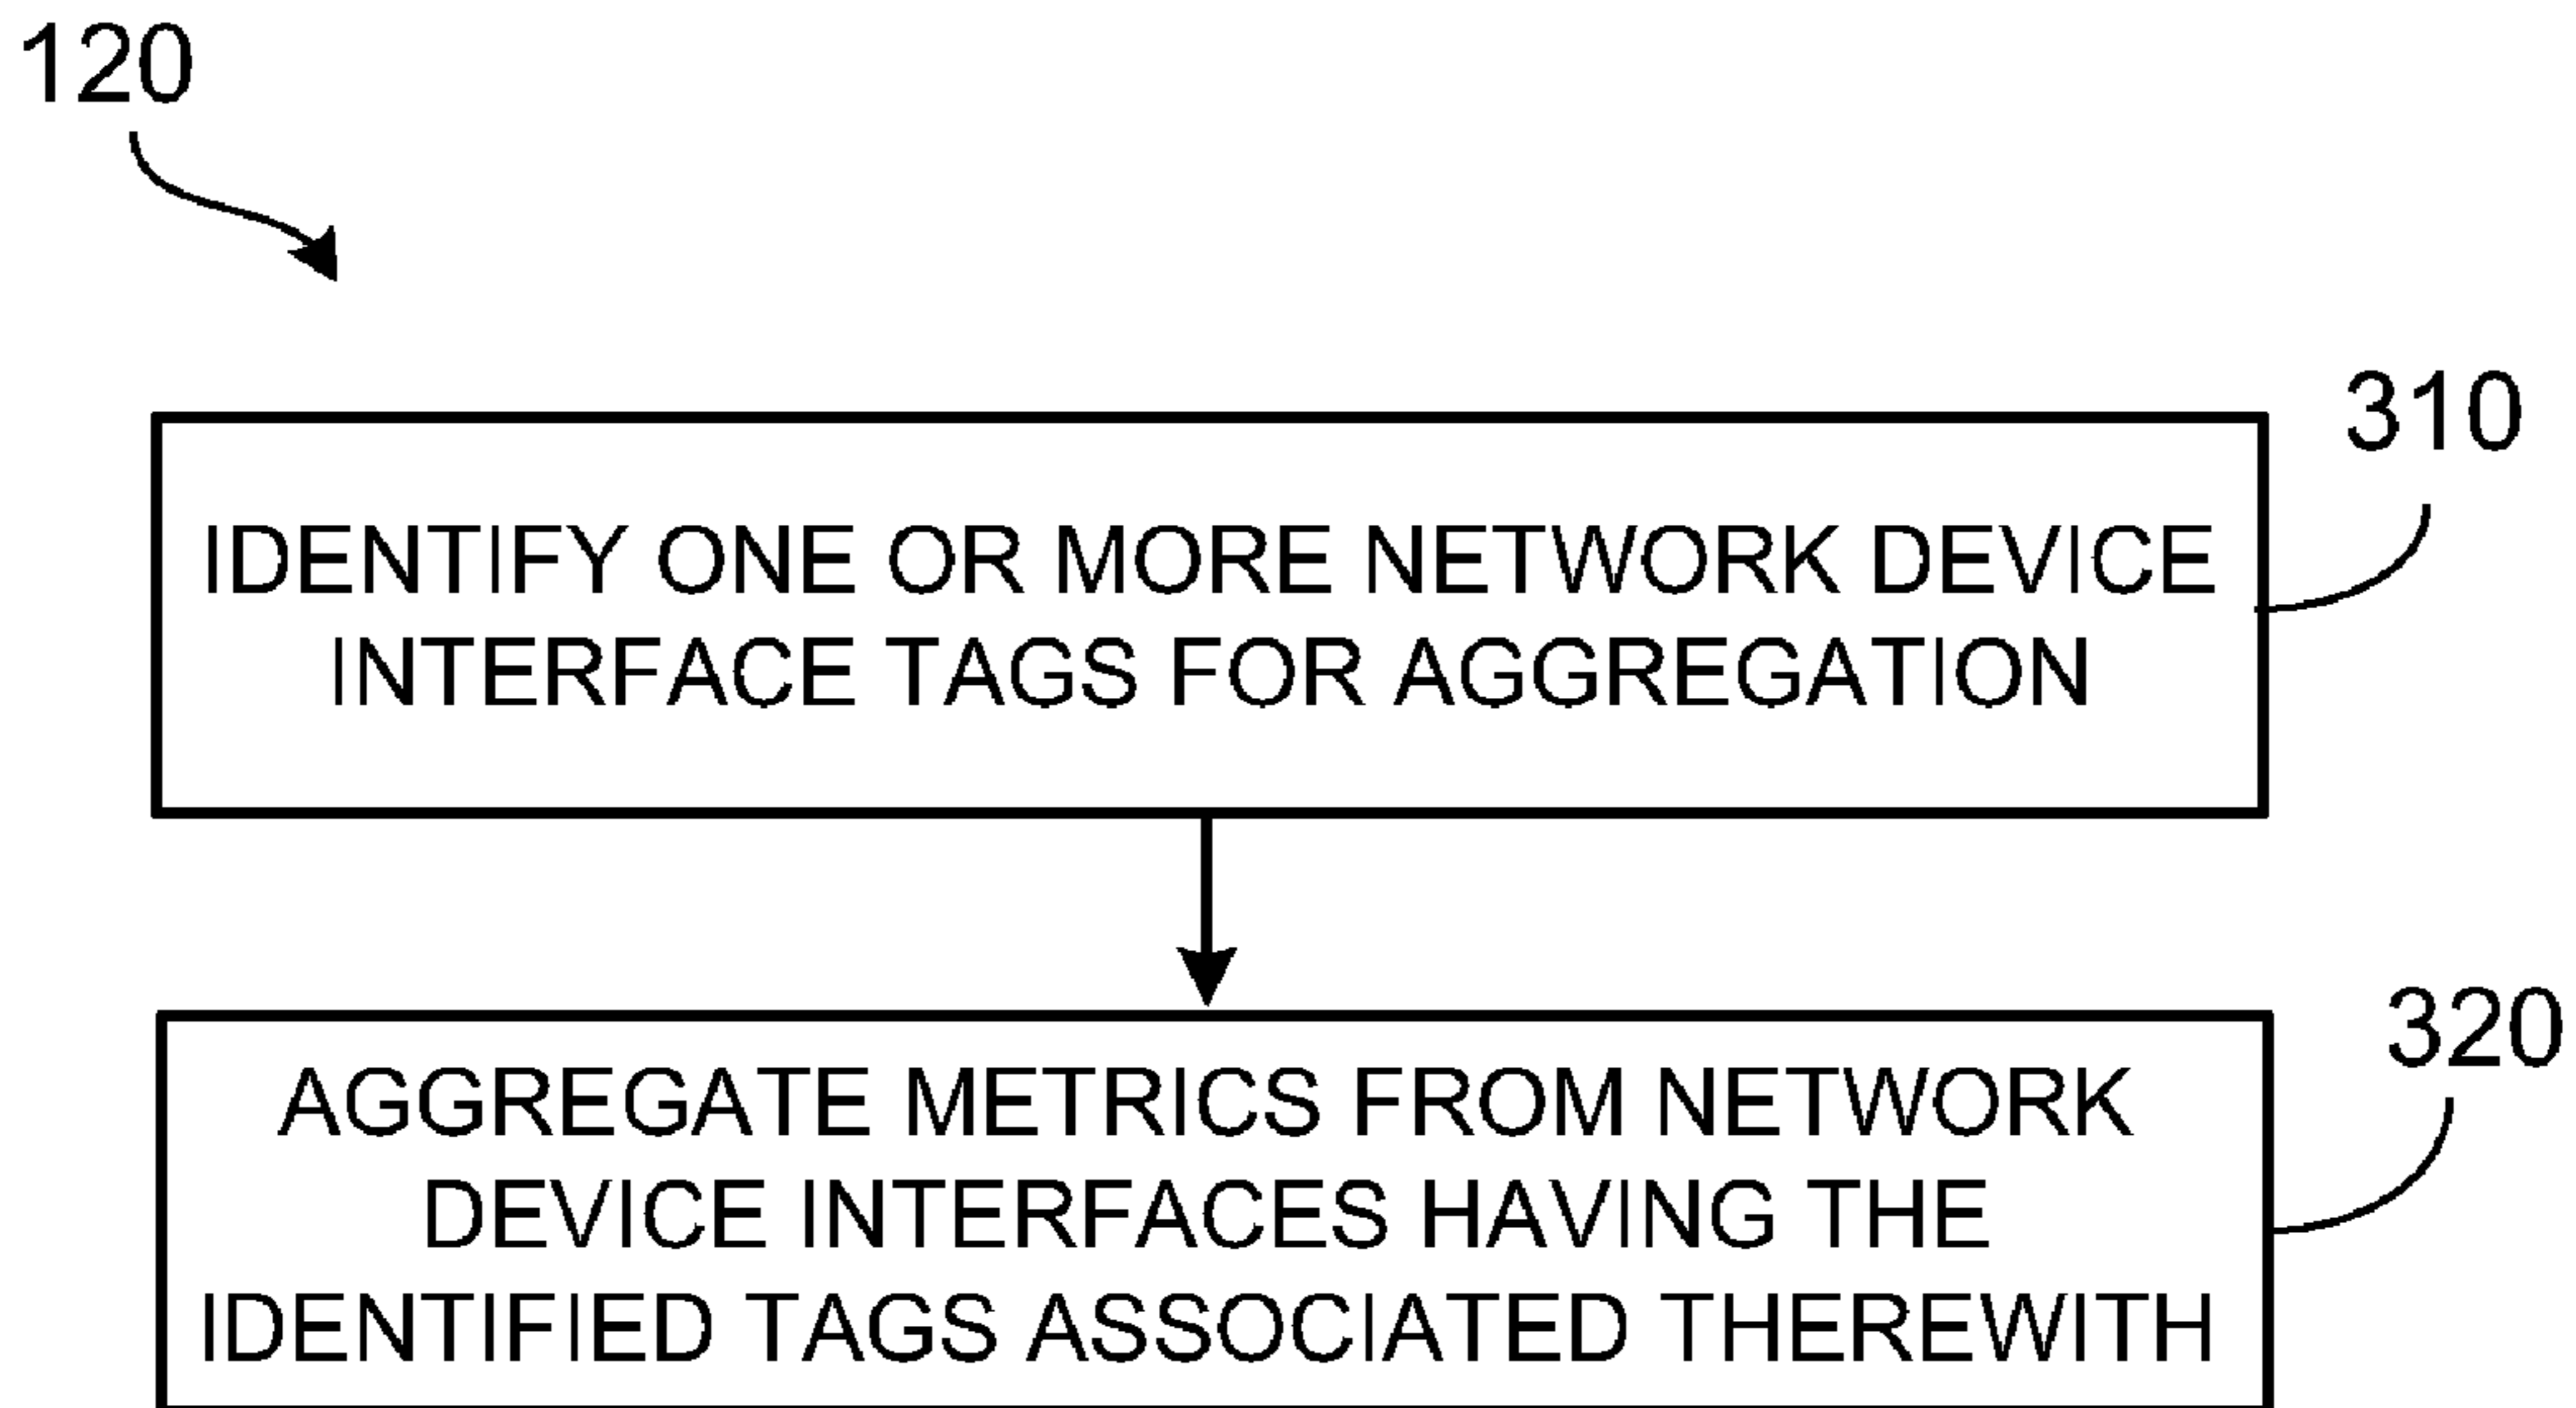 120
310
IDENTIFY ONE OR MORE NETWORK DEVICE
INTERFACE TAGS FOR AGGREGATION
320
AGGREGATE METRICS FROM NETWORK
DEVICE INTERFACES HAVING THE
IDENTIFIED TAGS ASSOCIATED THEREWITH